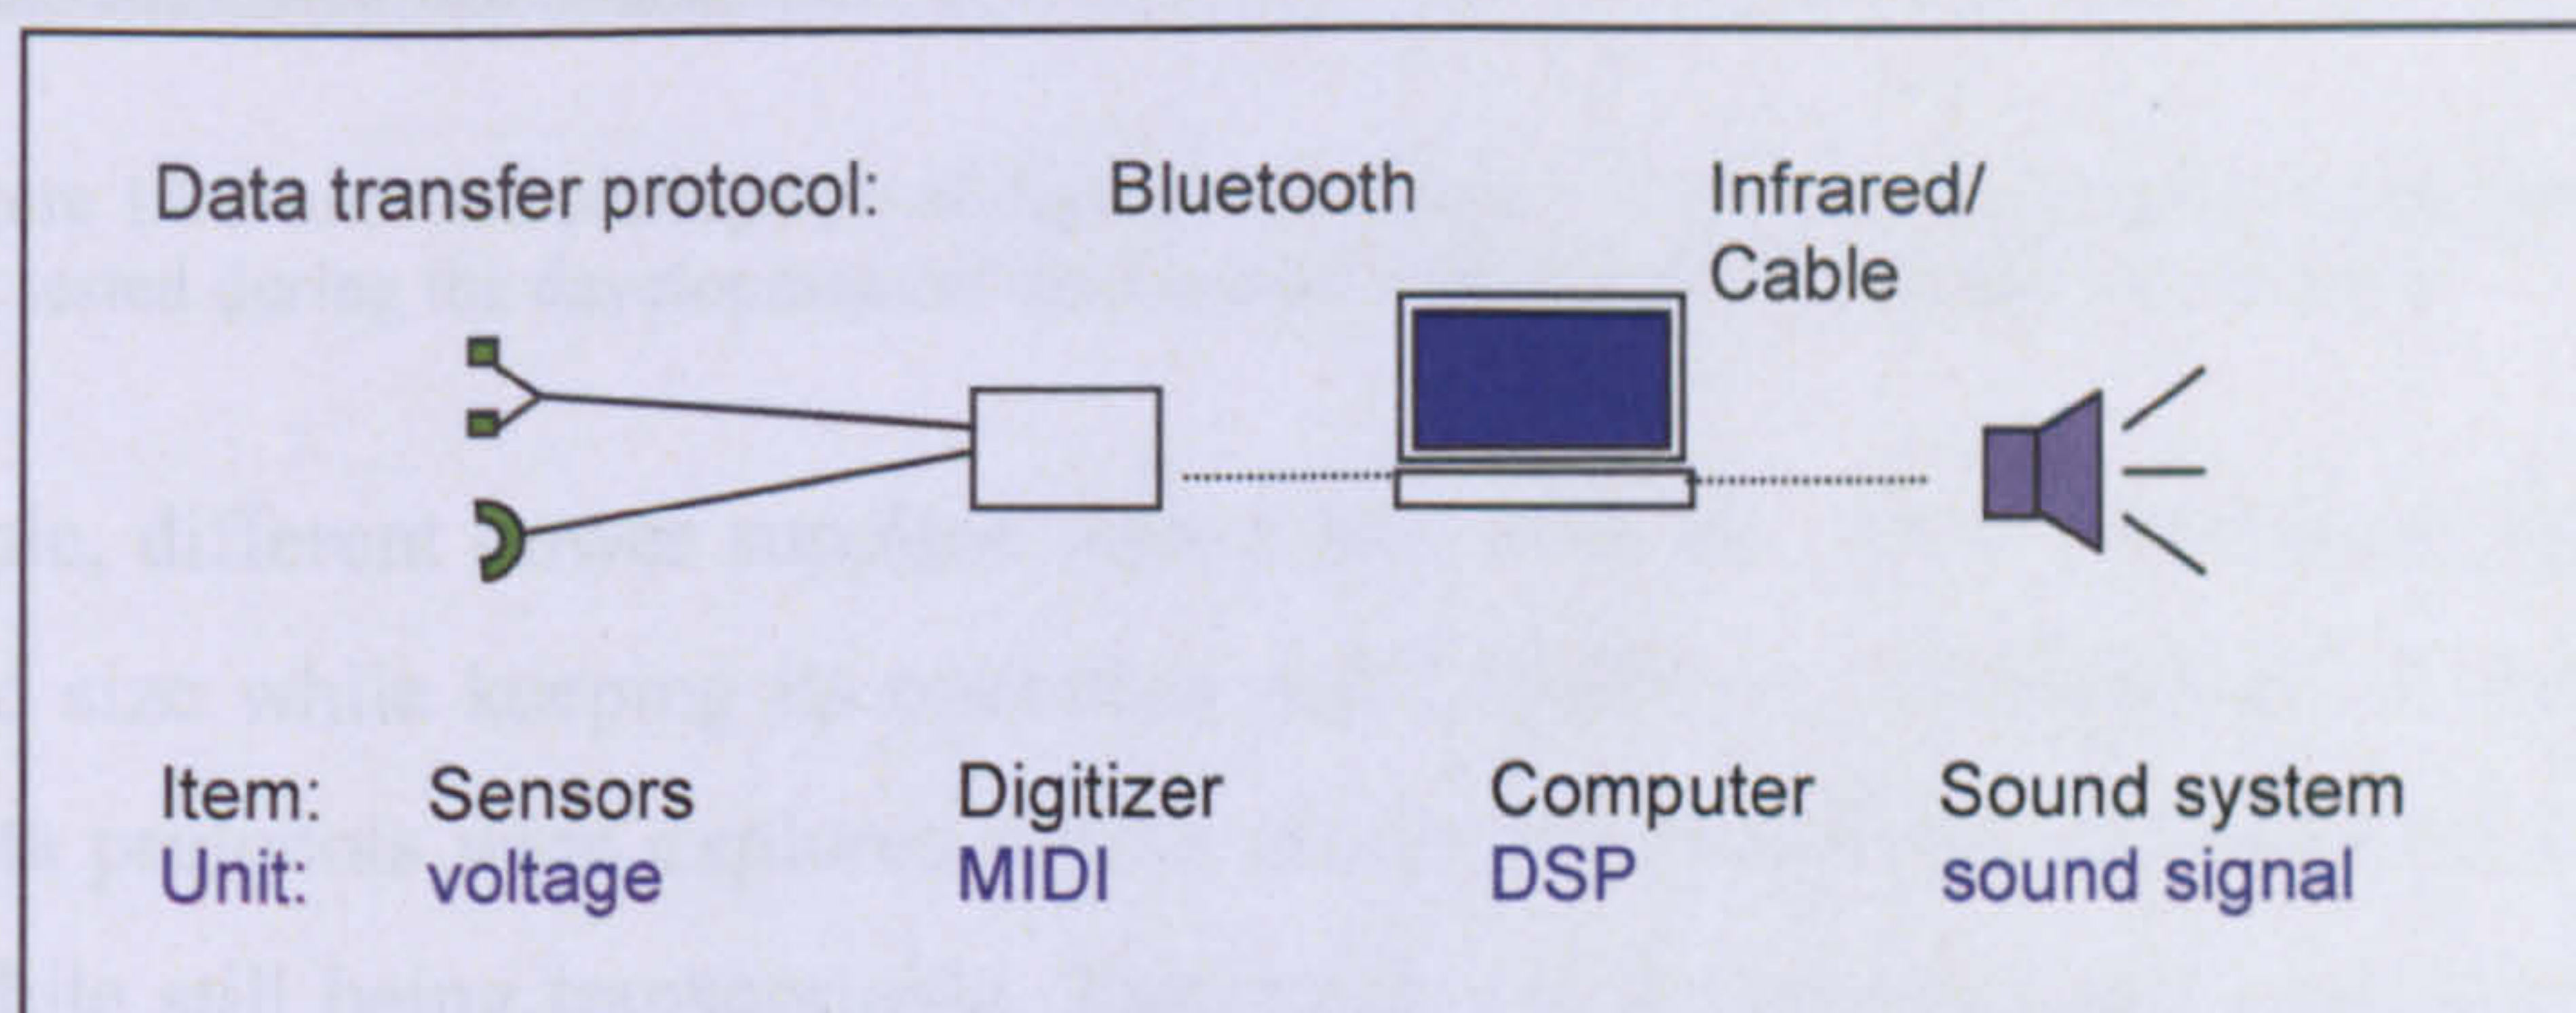 Data transfer protocol: Bluetooth Infrared/
Cable
Item: Sensors Digitizer Computer Sound system
Unit: voltage MIDI DSP sound signal